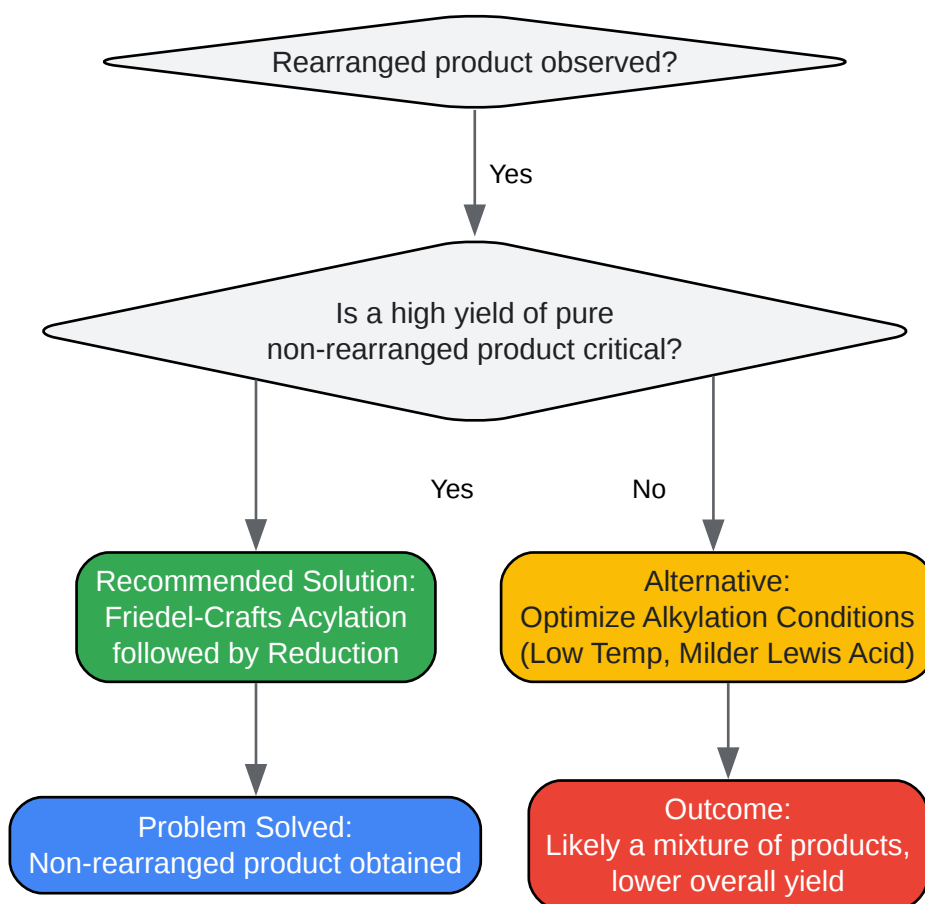 Rearranged product observed?
Yes
Is a high yield of pure
non-rearranged product critical?
Yes
No
Recommended Solution:
Friedel-Crafts Acylation
followed by Reduction
Alternative:
Optimize Alkylation Conditions
(Low Temp, Milder Lewis Acid)
Problem Solved:
Non-rearranged product obtained
Outcome:
Likely a mixture of products,
lower overall yield